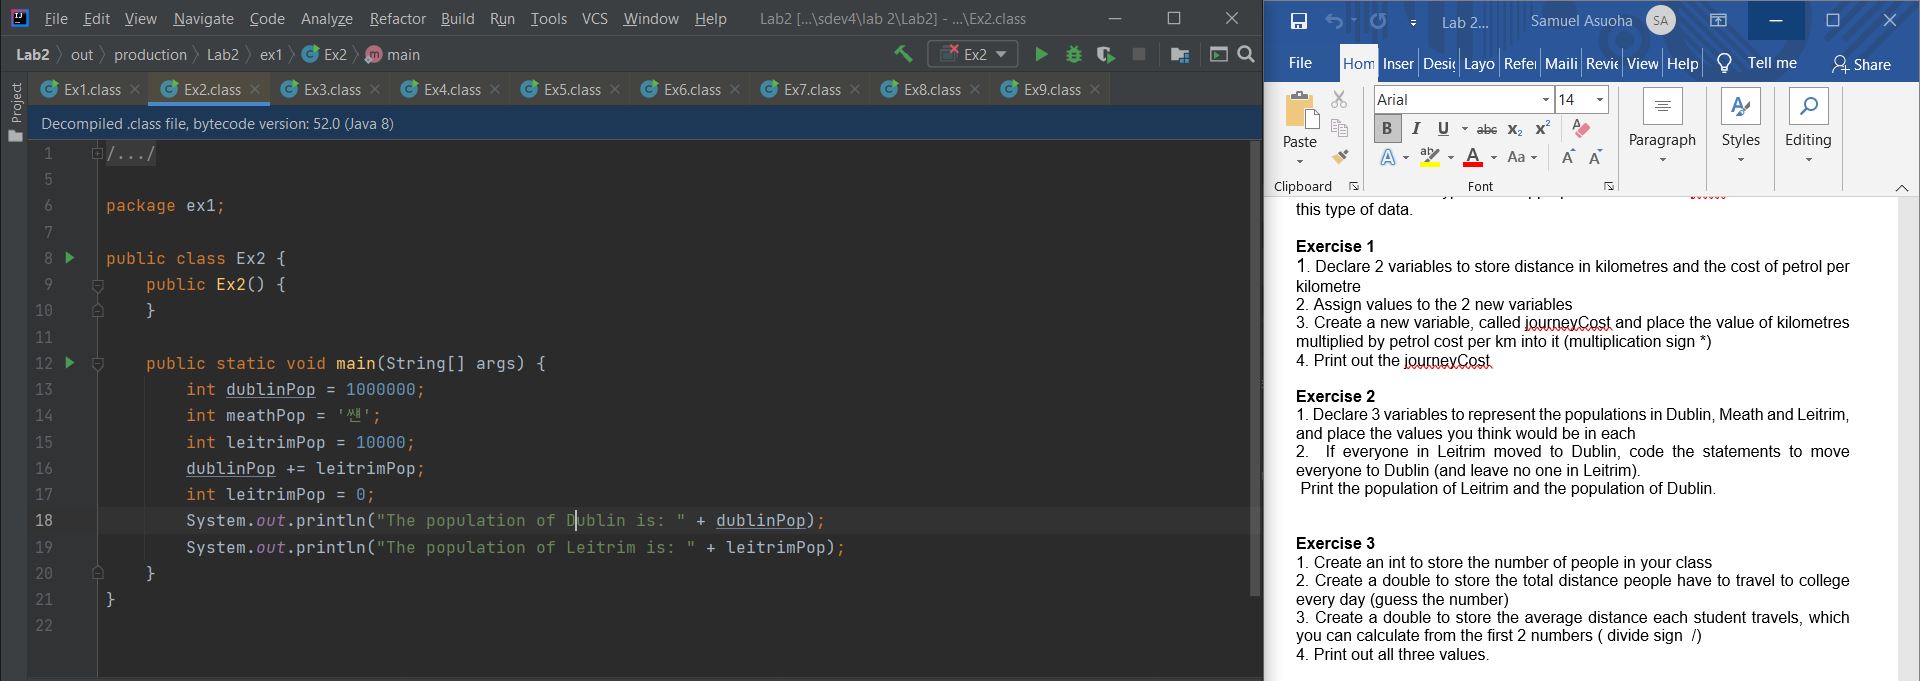 File Edit View Navigate Code Analyze Refactor Build Run Tools VCS Window Help Lab2 [...\sdev4\lab 2\Lab2] - ...\Ex2.class
Lab2 out production Lab2 ex1 Ex2 main
Ex2
Project
Ex1.class Ex2.class Ex3.class Ex4.class Ex5.class Ex6.class Ex7.class Ex8.class Ex9.class
Decompiled .class file, bytecode version: 52.0 (Java 8)
1 /.../
5
6 package ex1;
7
8 public class Ex2 {
9 public Ex2() {
10 }
11
12 public static void main(String[] args) {
13 int dublinPop = 1000000;
14 int meathPop = '썐';
15 int leitrimPop = 10000;
16 dublinPop += leitrimPop;
17 int leitrimPop = 0;
18 System.out.println("The population of Dublin is: " + dublinPop);
19 System.out.println("The population of Leitrim is: " + leitrimPop);
20 }
21 }
22
Lab 2... Samuel Asuoha SA
File Hom Inser Desig Layo Refer Maili Revie View Help Tell me Share
Arial 14
Paste
B I U abc X₂ X²
A ab A Aa A A
Paragraph Styles Editing
Clipboard Font
this type of data.
Exercise 1
1. Declare 2 variables to store distance in kilometres and the cost of petrol per
kilometre
2. Assign values to the 2 new variables
3. Create a new variable, called journeyCost and place the value of kilometres
multiplied by petrol cost per km into it (multiplication sign *)
4. Print out the journeyCost
Exercise 2
1. Declare 3 variables to represent the populations in Dublin, Meath and Leitrim,
and place the values you think would be in each
2. If everyone in Leitrim moved to Dublin, code the statements to move
everyone to Dublin (and leave no one in Leitrim).
Print the population of Leitrim and the population of Dublin.
Exercise 3
1. Create an int to store the number of people in your class
2. Create a double to store the total distance people have to travel to college
every day (guess the number)
3. Create a double to store the average distance each student travels, which
you can calculate from the first 2 numbers ( divide sign /)
4. Print out all three values.